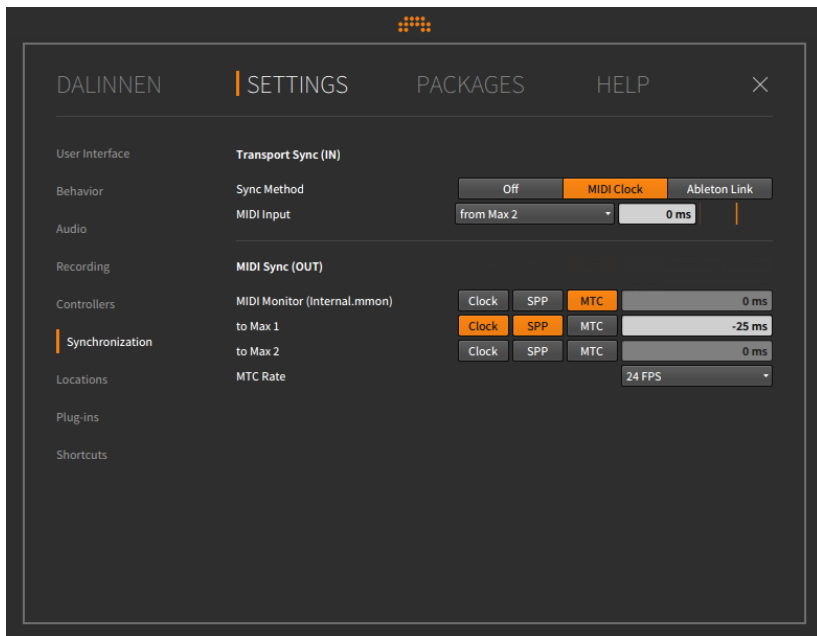 DALINNEN SETTINGS PACKAGES HELP
User Interface
Behavior
Audio
Recording
Controllers
Synchronization
Locations
Plug-ins
Shortcuts
Transport Sync (IN)
Sync Method Off MIDI Clock Ableton Link
MIDI Input from Max 2 0 ms
MIDI Sync (OUT)
MIDI Monitor (Internal.mmon) Clock SPP MTC 0 ms
to Max 1 Clock SPP MTC -25 ms
to Max 2 Clock SPP MTC 0 ms
MTC Rate 24 FPS